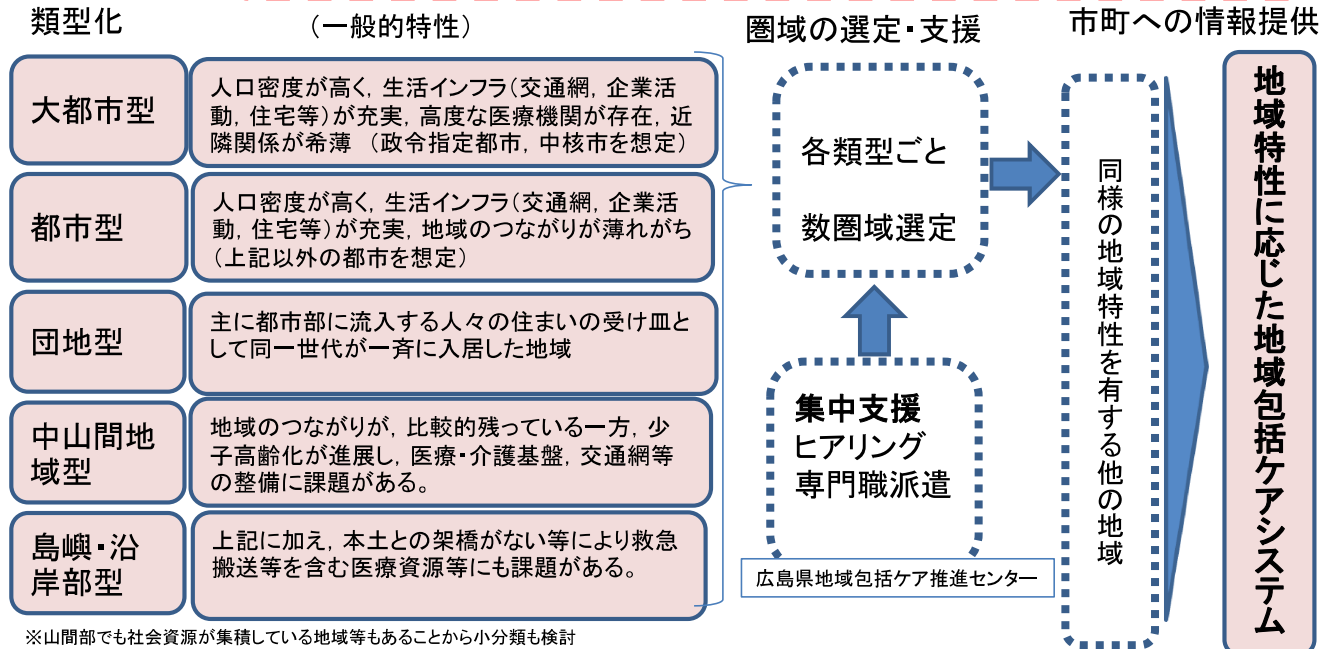 類型化
（一般的特性）
圏域の選定・支援
市町への情報提供
大都市型
人口密度が高く，生活インフラ（交通網，企業活
動，住宅等）が充実，高度な医療機関が存在，近
隣関係が希薄　（政令指定都市，中核市を想定）
都市型
人口密度が高く，生活インフラ（交通網，企業活
動，住宅等）が充実，地域のつながりが薄れがち
（上記以外の都市を想定）
団地型
主に都市部に流入する人々の住まいの受け皿と
して同一世代が一斉に入居した地域
中山間地
域型
地域のつながりが，比較的残っている一方，少
子高齢化が進展し，医療・介護基盤，交通網等
の整備に課題がある。
島嶼・沿
岸部型
上記に加え，本土との架橋がない等により救急
搬送等を含む医療資源等にも課題がある。
※山間部でも社会資源が集積している地域等もあることから小分類も検討
各類型ごと
数圏域選定
集中支援
ヒアリング
専門職派遣
広島県地域包括ケア推進センター
同様の地域特性を有する他の地域
地域特性に応じた地域包括ケアシステム